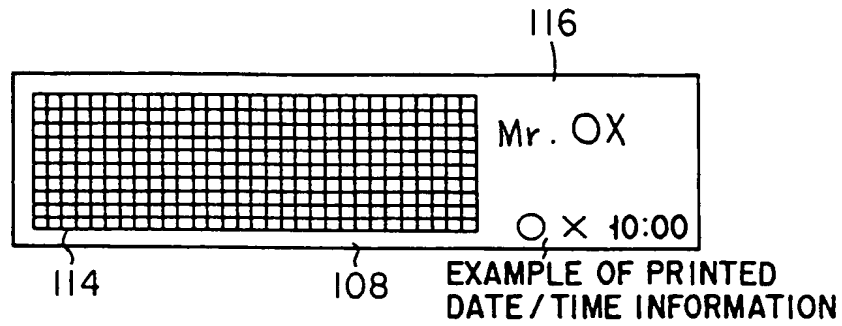 116
Mr. OX
○ × 10:00
114
108
EXAMPLE OF PRINTED
DATE/TIME INFORMATION